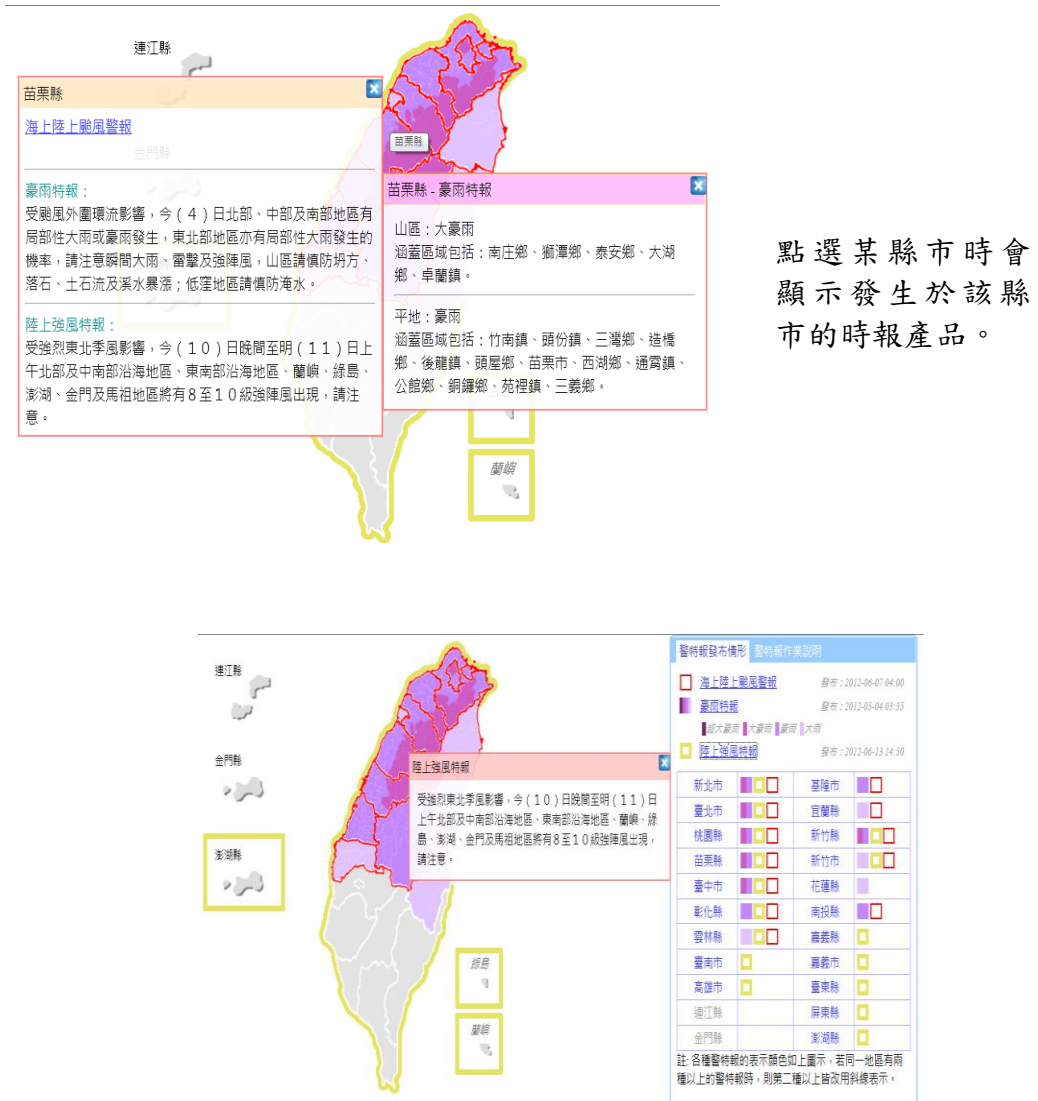 連江縣
苗栗縣
海上陸上颱風警報
金門縣
豪雨特報：
受颱風外圍環流影響，今(４)日北部、中部及南部地區有
局部性大雨或豪雨發生，東北部地區亦有局部性大雨發生的
機率，請注意瞬間大雨、雷擊及強陣風，山區請慎防坍方、
落石、土石流及溪水暴漲；低窪地區請慎防淹水。
陸上強風特報：
受強烈東北季風影響，今(１０)日晚間至明(１１)日上
午北部及中南部沿海地區、東南部沿海地區、蘭嶼、綠島、
澎湖、金門及馬祖地區將有８至１０級強陣風出現，請注
意。
苗栗縣
苗栗縣 - 豪雨特報
山區：大豪雨
涵蓋區域包括：南庄鄉、獅潭鄉、泰安鄉、大湖
鄉、卓蘭鎮。
平地：豪雨
涵蓋區域包括：竹南鎮、頭份鎮、三灣鄉、造橋
鄉、後龍鎮、頭屋鄉、苗栗市、西湖鄉、通霄鎮、
公館鄉、銅鑼鄉、苑裡鎮、三義鄉。
蘭嶼
點選某縣市時會
顯示發生於該縣
市的時報產品。
連江縣
金門縣
澎湖縣
綠島
蘭嶼
陸上強風特報
受強烈東北季風影響，今(１０)日晚間至明(１１)日
上午北部及中南部沿海地區、東南部沿海地區、蘭嶼、綠
島、澎湖、金門及馬祖地區將有８至１０級強陣風出現，
請注意。
警特報發布情形 警特報作業說明
海上陸上颱風警報 發布：2012-06-07 04:00
豪雨特報 發布：2012-05-04 03:35
超大豪雨 大豪雨 豪雨 大雨
陸上強風特報 發布：2012-06-13 14:50
新北市 基隆市
臺北市 宜蘭縣
桃園縣 新竹縣
苗栗縣 新竹市
臺中市 花蓮縣
彰化縣 南投縣
雲林縣 嘉義縣
臺南市 嘉義市
高雄市 臺東縣
連江縣 屏東縣
金門縣 澎湖縣
註: 各種警特報的表示顏色如上圖示，若同一地區有兩
種以上的警特報時，則第二種以上皆改用斜線表示。